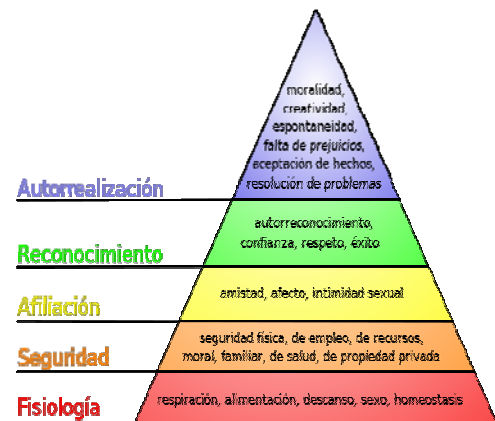 moralidad,
creatividad,
espontaneidad,
falta de prejuicios,
aceptación de hechos,
resolución de problemas
Autorrealización
autorreconocimiento,
confianza, respeto, éxito
Reconocimiento
amistad, afecto, intimidad sexual
Afiliación
seguridad física, de empleo, de recursos,
moral, familiar, de salud, de propiedad privada
Seguridad
respiración, alimentación, descanso, sexo, homeostasis
Fisiología